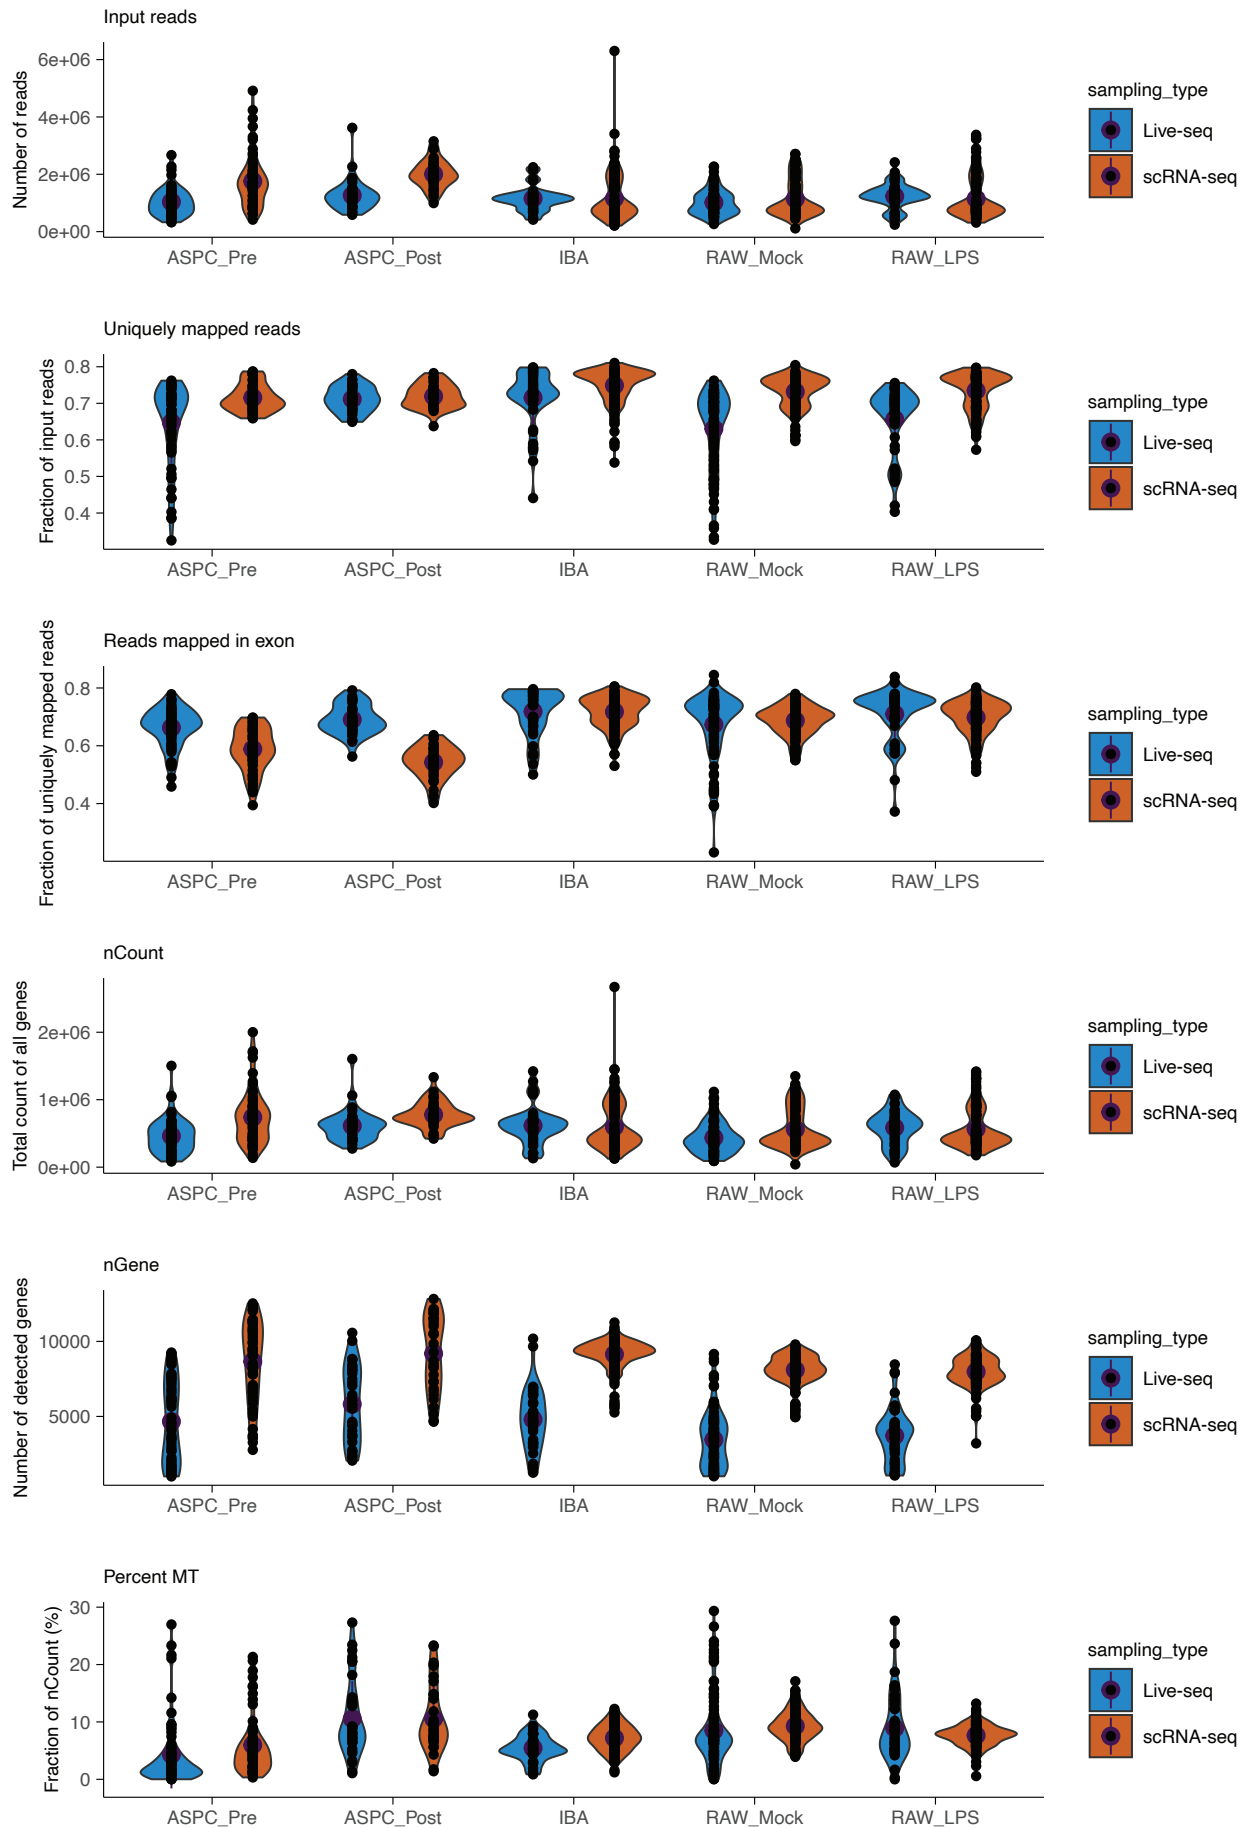 Input reads
Number of reads
6e+06
4e+06
2e+06
0e+00
ASPC_Pre ASPC_Post IBA RAW_Mock RAW_LPS
sampling_type
Live-seq
scRNA-seq
Uniquely mapped reads
Fraction of input reads
0.8
0.7
0.6
0.5
0.4
ASPC_Pre ASPC_Post IBA RAW_Mock RAW_LPS
sampling_type
Live-seq
scRNA-seq
Reads mapped in exon
Fraction of uniquely mapped reads
0.8
0.6
0.4
ASPC_Pre ASPC_Post IBA RAW_Mock RAW_LPS
sampling_type
Live-seq
scRNA-seq
nCount
Total count of all genes
2e+06
1e+06
0e+00
ASPC_Pre ASPC_Post IBA RAW_Mock RAW_LPS
sampling_type
Live-seq
scRNA-seq
nGene
Number of detected genes
10000
5000
ASPC_Pre ASPC_Post IBA RAW_Mock RAW_LPS
sampling_type
Live-seq
scRNA-seq
Percent MT
Fraction of nCount (%)
30
20
10
0
ASPC_Pre ASPC_Post IBA RAW_Mock RAW_LPS
sampling_type
Live-seq
scRNA-seq